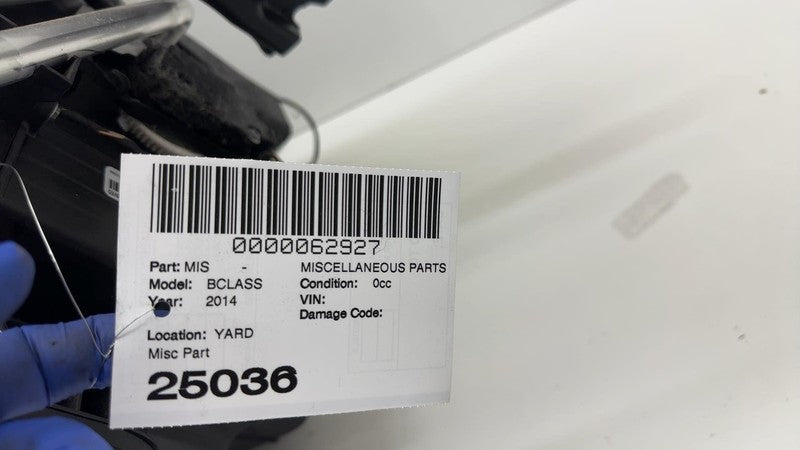 0000062927
Part: MIS - MISCELLANEOUS PARTS
Model: BCLASS Condition: 0cc
Year: 2014 VIN:
Damage Code:
Location: YARD
Misc Part
25036